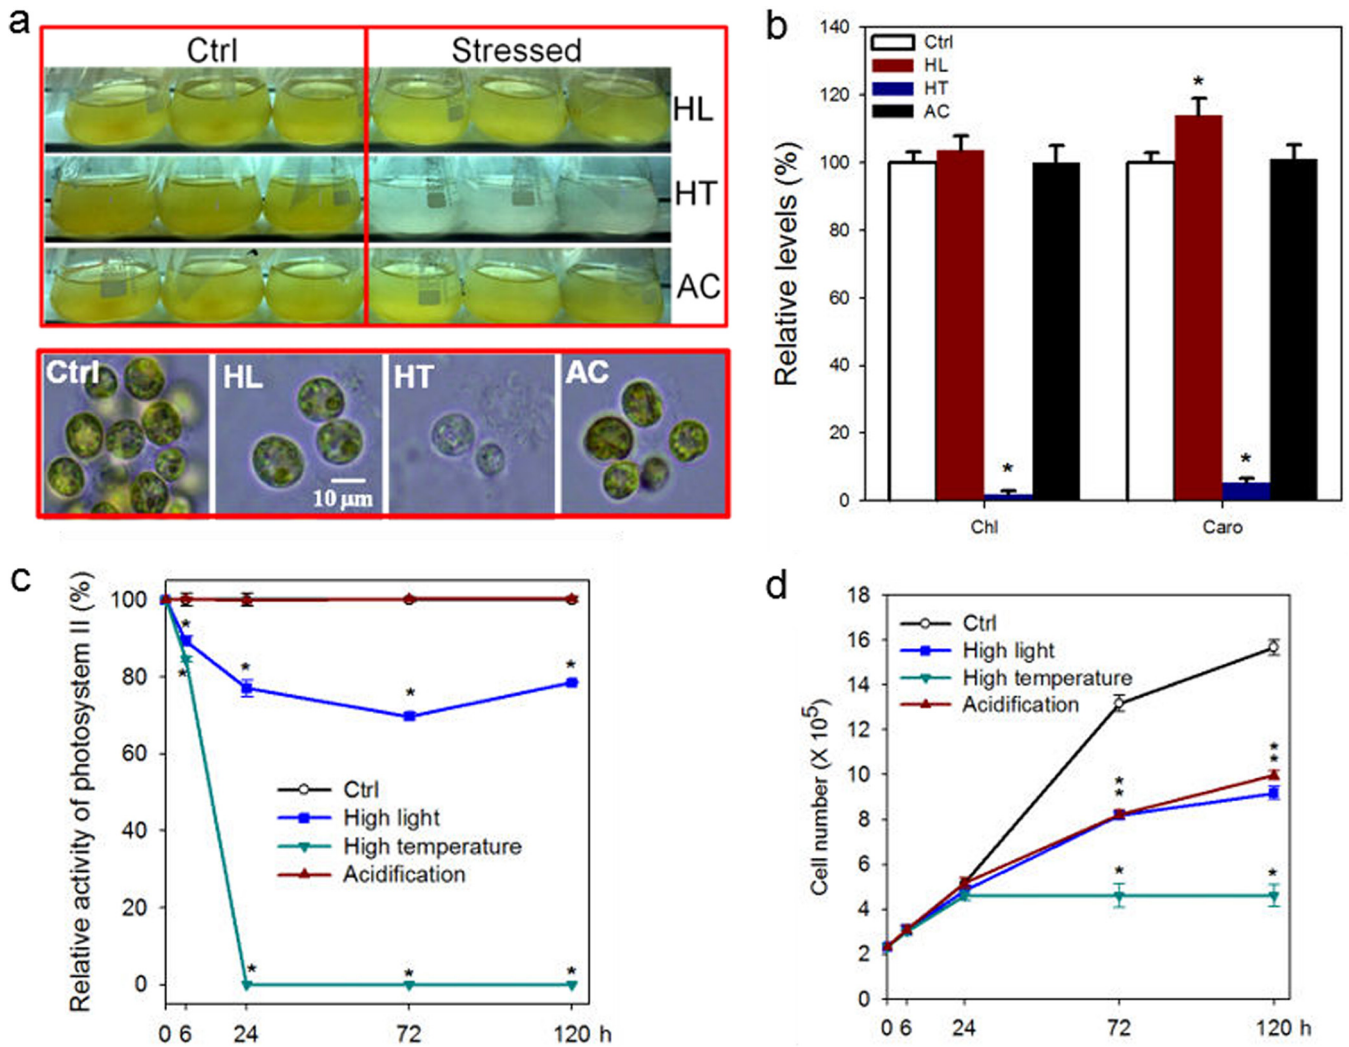 a
Ctrl Stressed
HL
HT
AC
Ctrl HL HT AC
10 µm
b
Relative levels (%)
140
120
100
80
60
40
20
0
Ctrl
HL
HT
AC
*
*
*
*
Chl Caro
c
Relative activity of photosystem II (%)
100
80
60
40
20
0
*
*
*
*
*
*
*
*
Ctrl
High light
High temperature
Acidification
0 6 24 72 120 h
d
Cell number (X 10⁵)
18
16
14
12
10
8
6
4
2
0
Ctrl
High light
High temperature
Acidification
*
*
*
*
*
*
0 6 24 72 120 h